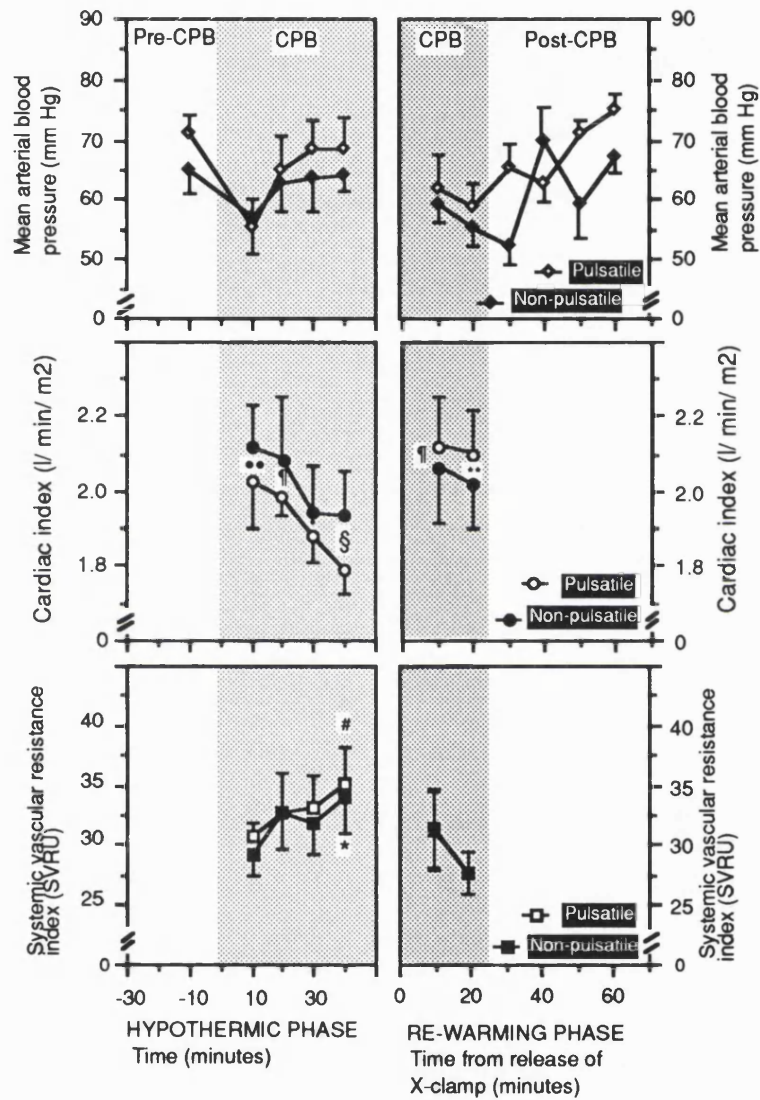 90 Pre-CPB CPB CPB Post-CPB 90
80 80
70 70
60 60
50 50
0 0
Mean arterial blood
pressure (mm Hg)
Mean arterial blood
pressure (mm Hg)
Pulsatile
Non-pulsatile
2.2 2.2
2.0 2.0
1.8 1.8
0 0
Cardiac index (l/ min/ m2)
Cardiac index (l/ min/ m2)
•• ¶ §
¶ ••
Pulsatile
Non-pulsatile
40 40
35 35
30 30
25 25
0 0
Systemic vascular resistance
index (SVRU)
Systemic vascular resistance
index (SVRU)
#
*
Pulsatile
Non-pulsatile
-30 -10 10 30 0 20 40 60
HYPOTHERMIC PHASE
Time (minutes)
RE-WARMING PHASE
Time from release of
X-clamp (minutes)